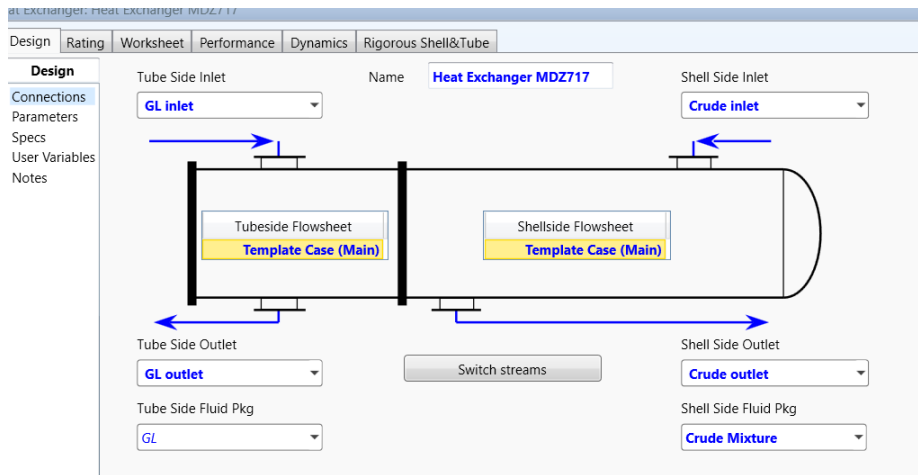 at Exchanger: Heat Exchanger MDZ717
Design Rating Worksheet Performance Dynamics Rigorous Shell&Tube
Design
Connections
Parameters
Specs
User Variables
Notes
Tube Side Inlet
GL inlet
Name Heat Exchanger MDZ717
Shell Side Inlet
Crude inlet
Tubeside Flowsheet
Template Case (Main)
Shellside Flowsheet
Template Case (Main)
Tube Side Outlet
GL outlet
Switch streams
Shell Side Outlet
Crude outlet
Tube Side Fluid Pkg
GL
Shell Side Fluid Pkg
Crude Mixture